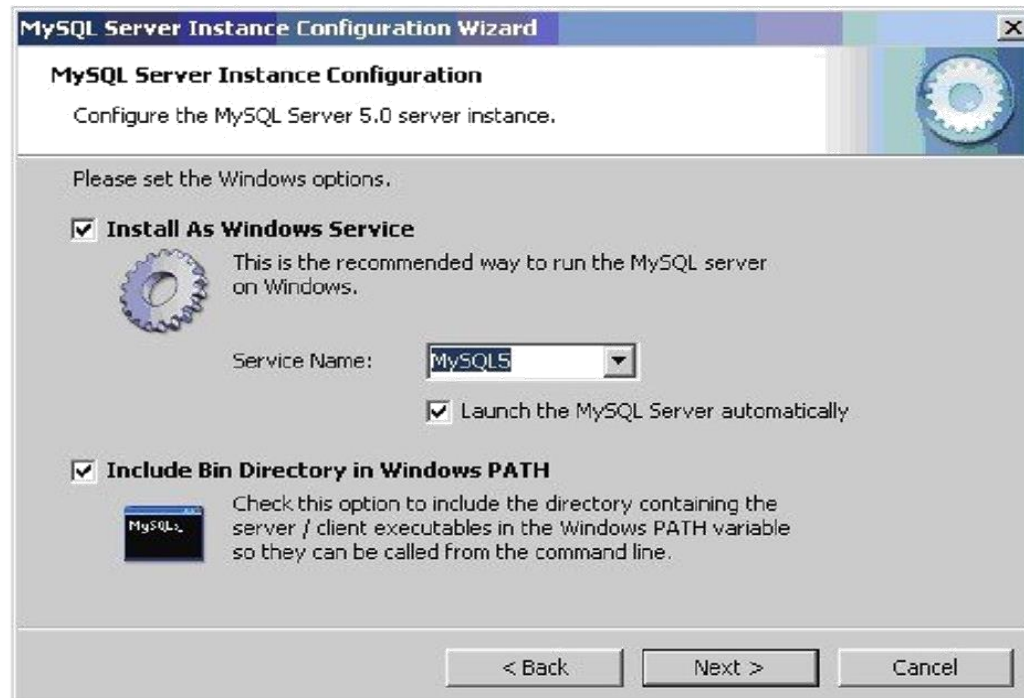 MySQL Server Instance Configuration Wizard
MySQL Server Instance Configuration
Configure the MySQL Server 5.0 server instance.
Please set the Windows options.
Install As Windows Service
This is the recommended way to run the MySQL server
on Windows.
Service Name: MySQL5
Launch the MySQL Server automatically
Include Bin Directory in Windows PATH
MySQL>_
Check this option to include the directory containing the
server / client executables in the Windows PATH variable
so they can be called from the command line.
< Back Next > Cancel